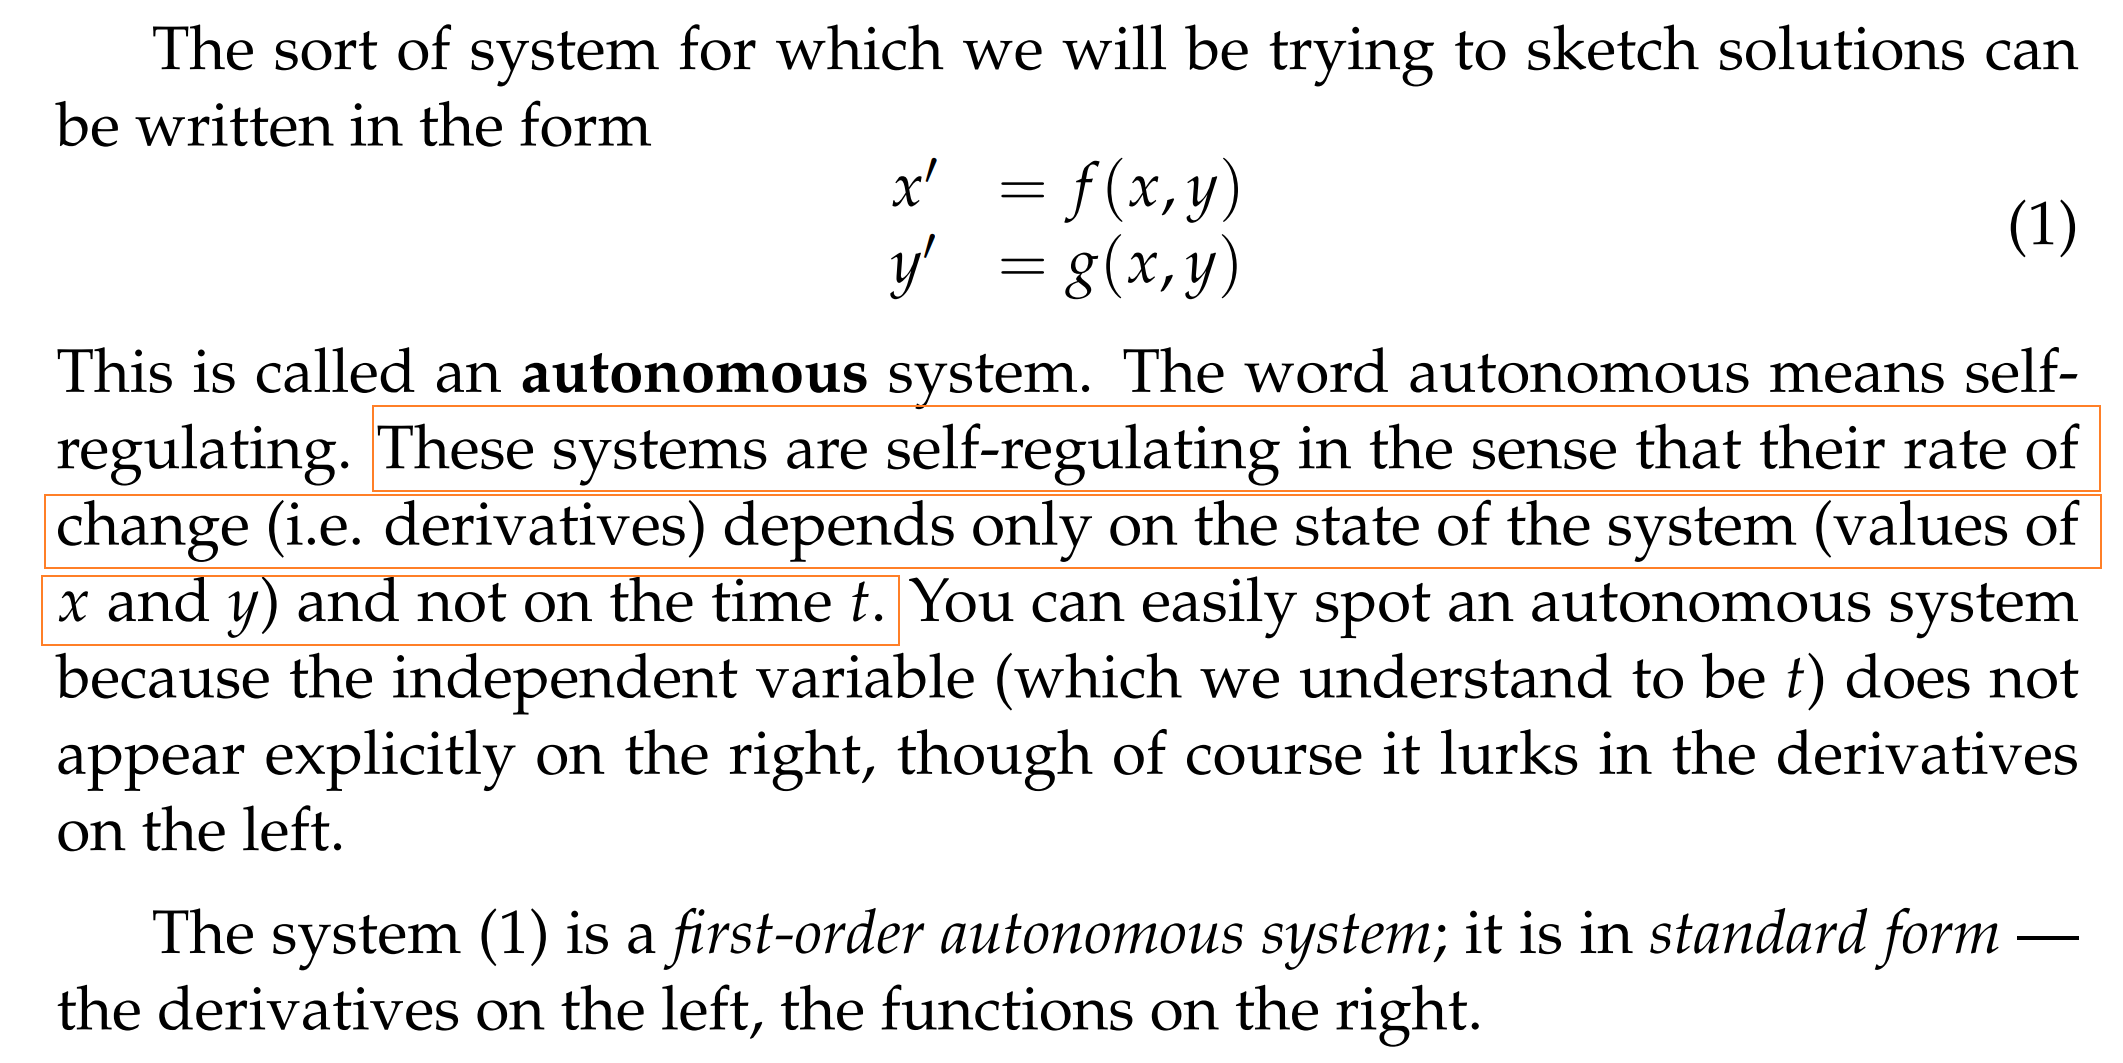 The sort of system for which we will be trying to sketch solutions can
be written in the form
x′ = f(x, y)
y′ = g(x, y)
(1)
This is called an autonomous system. The word autonomous means self-
regulating. These systems are self-regulating in the sense that their rate of
change (i.e. derivatives) depends only on the state of the system (values of
x and y) and not on the time t. You can easily spot an autonomous system
because the independent variable (which we understand to be t) does not
appear explicitly on the right, though of course it lurks in the derivatives
on the left.
The system (1) is a first-order autonomous system; it is in standard form —
the derivatives on the left, the functions on the right.